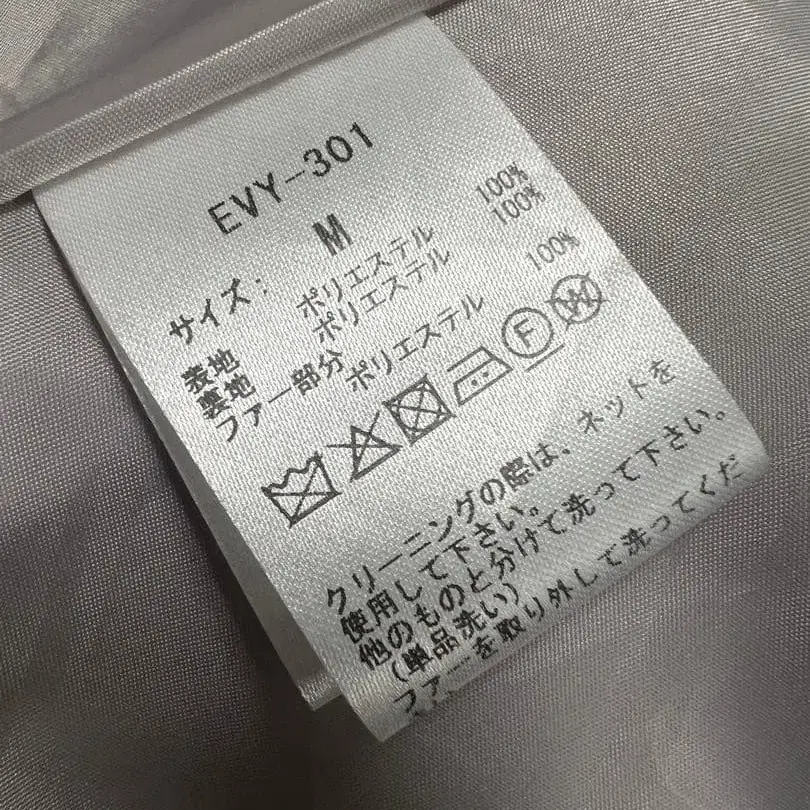 EVY-301
サイズ: M
表地 ポリエステル 100%
裏地 ポリエステル 100%
ファー部分
ポリエステル 100%
F W
クリーニングの際は、ネットを
使用して下さい。
他のものと分けて洗って下さい。
(単品洗い)
ファーを取り外しで洗ってくだ